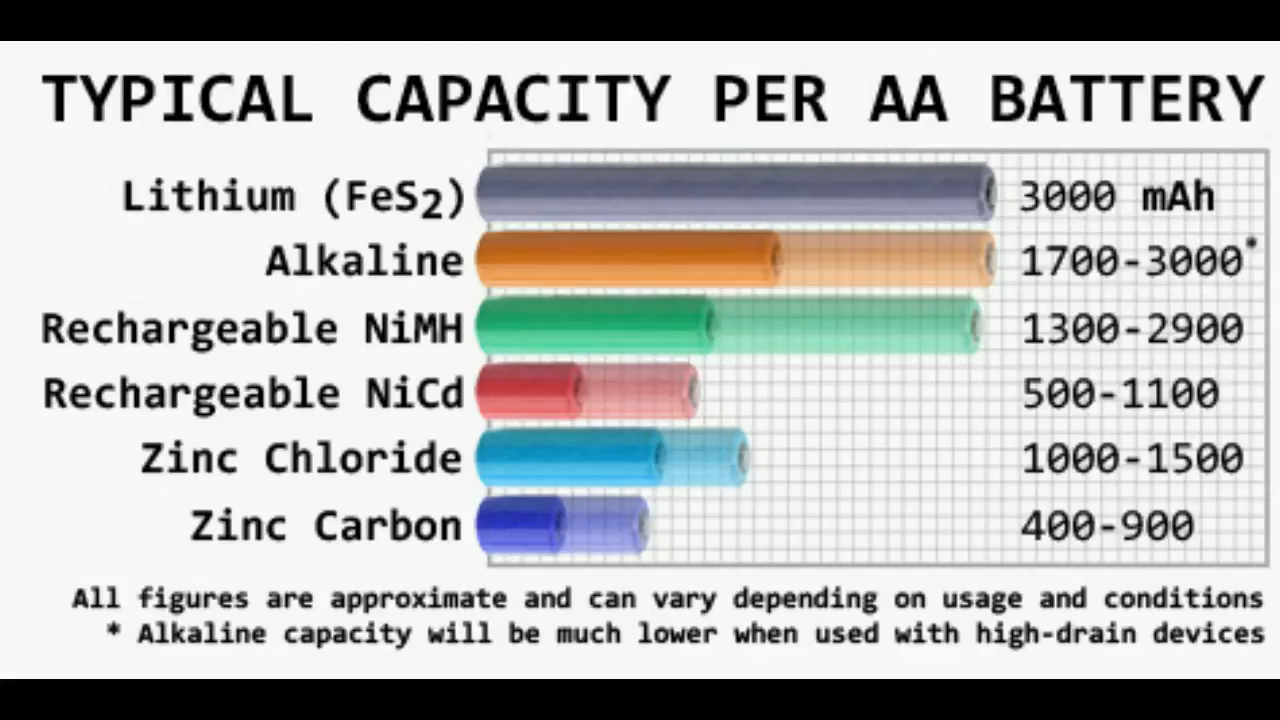 TYPICAL CAPACITY PER AA BATTERY
Lithium (FeS2) 3000 mAh
Alkaline 1700-3000*
Rechargeable NiMH 1300-2900
Rechargeable NiCd 500-1100
Zinc Chloride 1000-1500
Zinc Carbon 400-900
All figures are approximate and can vary depending on usage and conditions
* Alkaline capacity will be much lower when used with high-drain devices